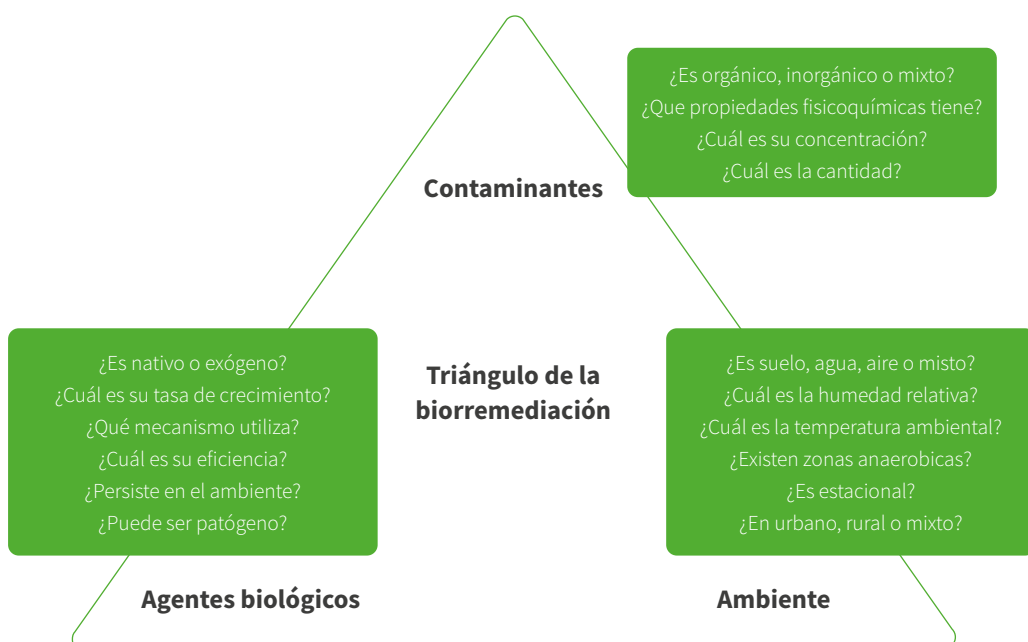 ¿Es orgánico, inorgánico o mixto?
¿Que propiedades fisicoquímicas tiene?
¿Cuál es su concentración?
¿Cuál es la cantidad?
Contaminantes
¿Es nativo o exógeno?
¿Cuál es su tasa de crecimiento?
¿Qué mecanismo utiliza?
¿Cuál es su eficiencia?
¿Persiste en el ambiente?
¿Puede ser patógeno?
Triángulo de la
biorremediación
¿Es suelo, agua, aire o misto?
¿Cuál es la humedad relativa?
¿Cuál es la temperatura ambiental?
¿Existen zonas anaerobicas?
¿Es estacional?
¿En urbano, rural o mixto?
Agentes biológicos
Ambiente